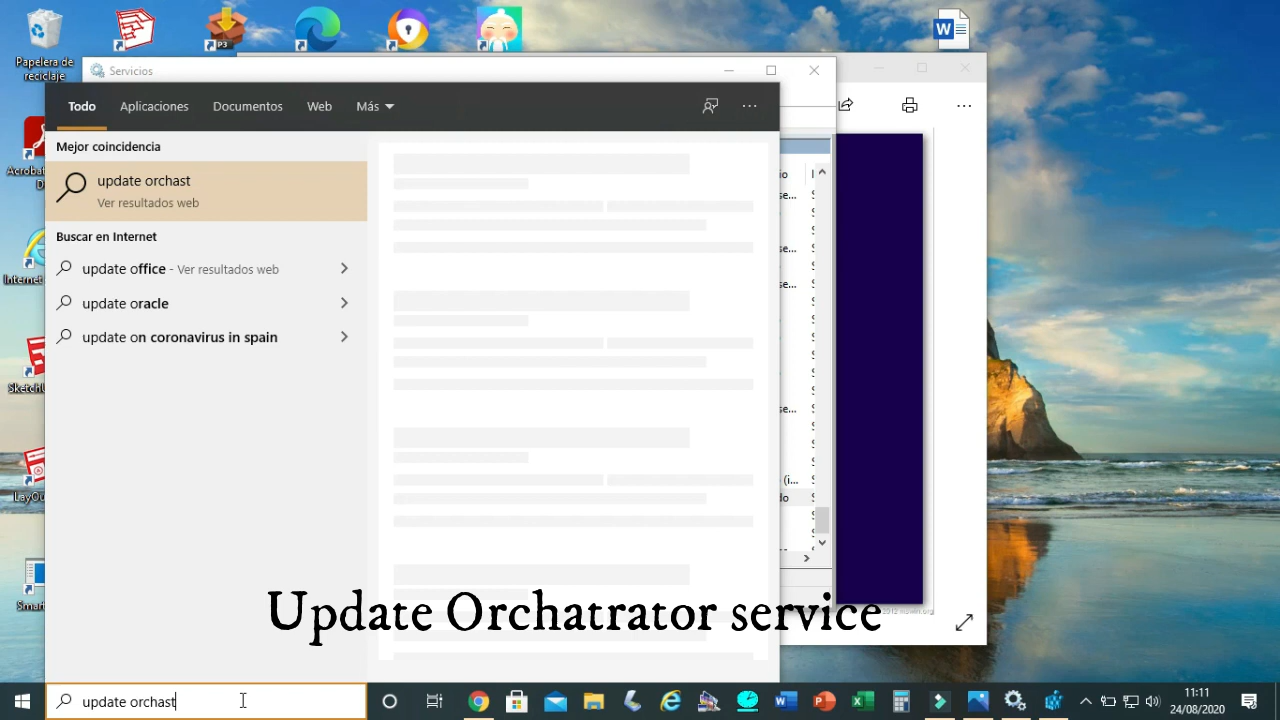 Papelera de
reciclaje
Servicios
Todo
Aplicaciones
Documentos
Web
Más
Mejor coincidencia
update orchast
Ver resultados web
Buscar en Internet
update office - Ver resultados web
update oracle
update on coronavirus in spain
Update Orchatrator service
update orchast
11:11
24/08/2020